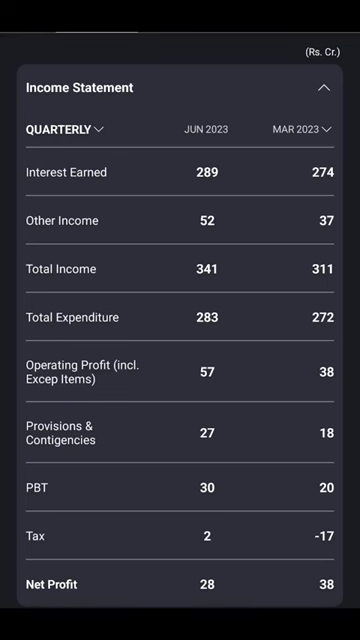 (Rs. Cr.)
Income Statement
QUARTERLY JUN 2023 MAR 2023
Interest Earned 289 274
Other Income 52 37
Total Income 341 311
Total Expenditure 283 272
Operating Profit (incl.
Excep Items) 57 38
Provisions &
Contigencies 27 18
PBT 30 20
Tax 2 -17
Net Profit 28 38